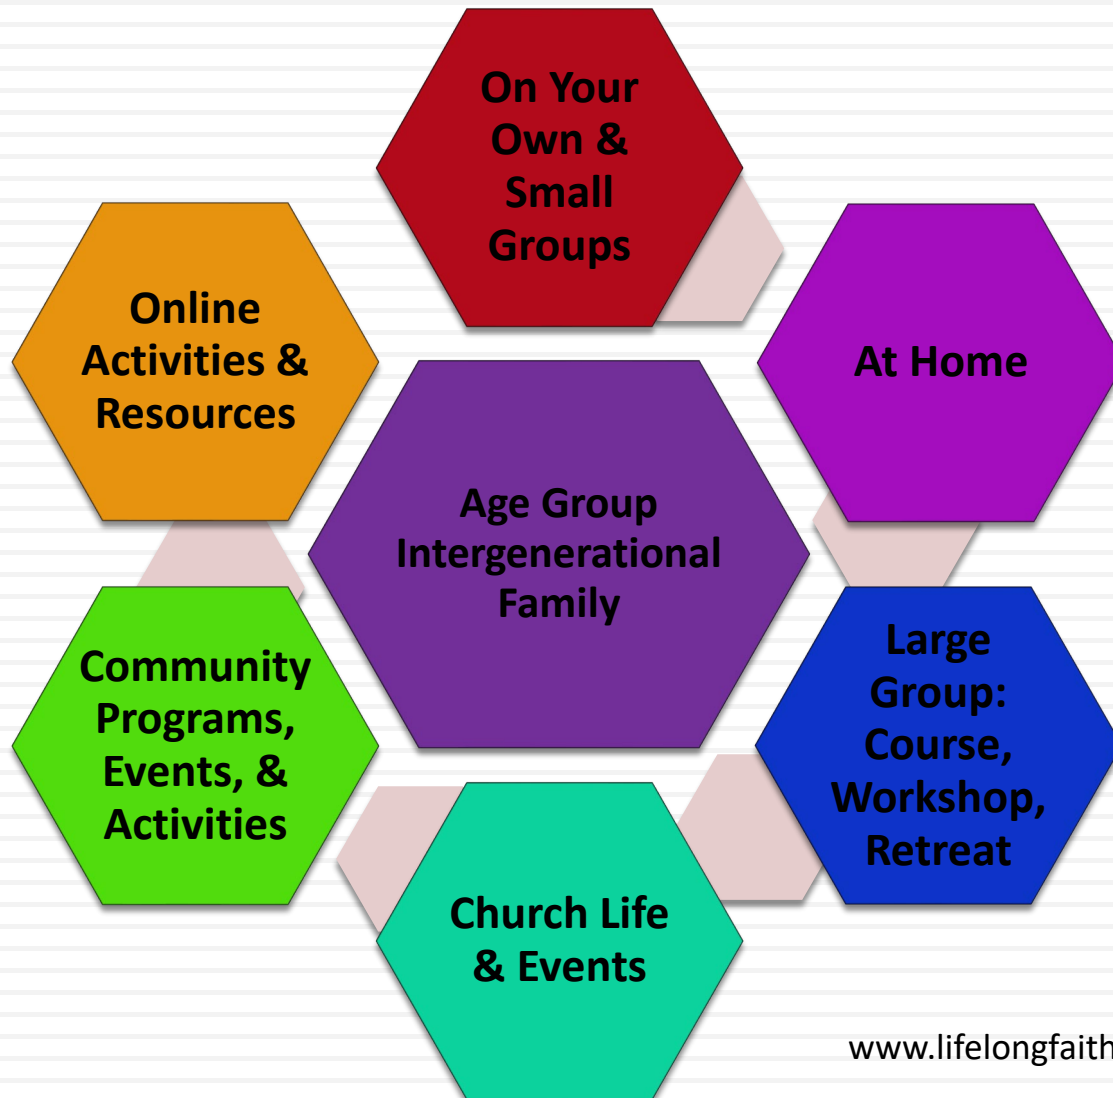 On Your
Own &
Small
Groups
Online
Activities &
Resources
At Home
Age Group
Intergenerational
Family
Community
Programs,
Events, &
Activities
Large
Group:
Course,
Workshop,
Retreat
Church Life
& Events
www.lifelongfaith